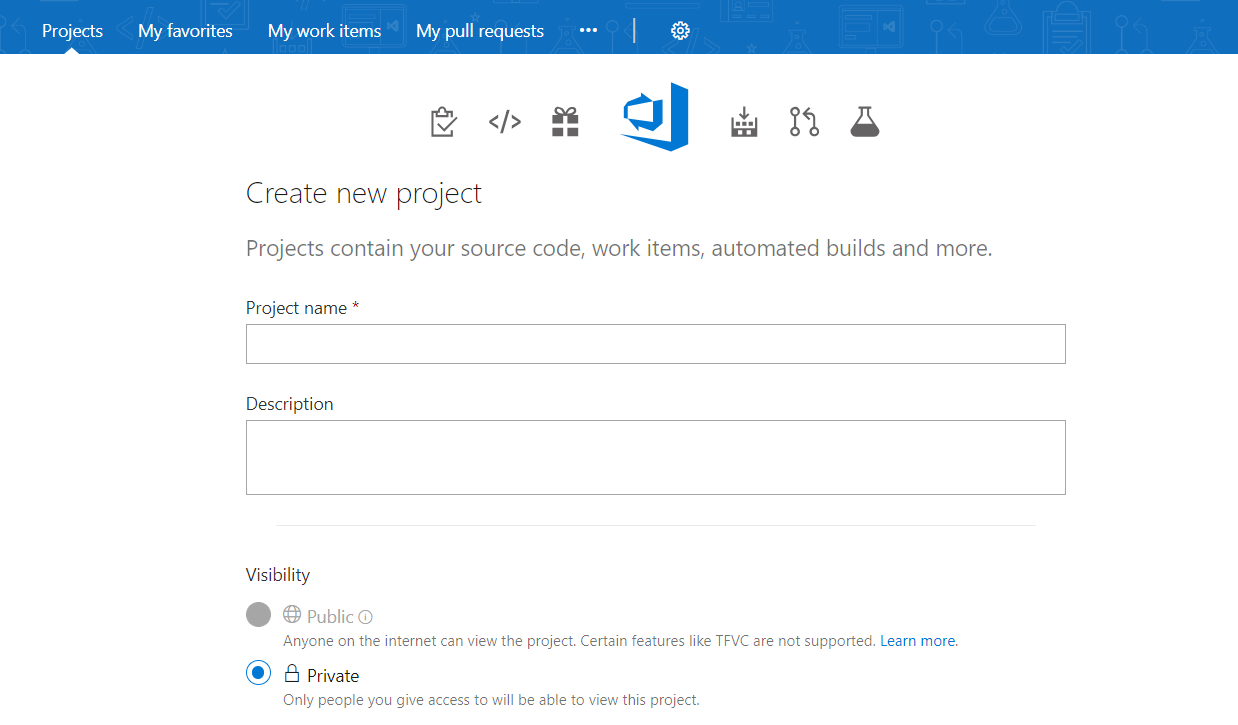 Projects My favorites My work items My pull requests ...
Create new project
Projects contain your source code, work items, automated builds and more.
Project name *
Description
Visibility
Public
Anyone on the internet can view the project. Certain features like TFVC are not supported. Learn more.
Private
Only people you give access to will be able to view this project.